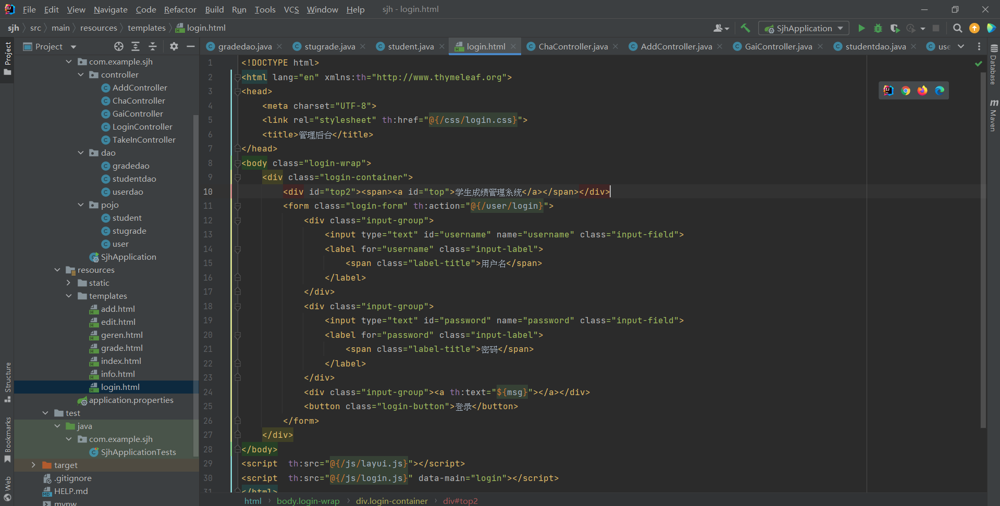 File Edit View Navigate Code Refactor Build Run Tools VCS Window Help sjh - login.html
sjh src main resources templates login.html SjhApplication
Project
gradedao.java stugrade.java student.java login.html ChaController.java AddController.java GaiController.java studentdao.java use
Project
Structure
Bookmarks
Web
com.example.sjh
controller
AddController
ChaController
GaiController
LoginController
TakeInController
dao
gradedao
studentdao
userdao
pojo
student
stugrade
user
SjhApplication
resources
static
templates
add.html
edit.html
geren.html
grade.html
index.html
info.html
login.html
application.properties
test
java
com.example.sjh
SjhApplicationTests
target
.gitignore
HELP.md
mvnw
1 <!DOCTYPE html>
2 <html lang="en" xmlns:th="http://www.thymeleaf.org">
3 <head>
4 <meta charset="UTF-8">
5 <link rel="stylesheet" th:href="@{/css/login.css}">
6 <title>管理后台</title>
7 </head>
8 <body class="login-wrap">
9 <div class="login-container">
10 <div id="top2"><span><a id="top">学生成绩管理系统</a></span></div>
11 <form class="login-form" th:action="@{/user/login}">
12 <div class="input-group">
13 <input type="text" id="username" name="username" class="input-field">
14 <label for="username" class="input-label">
15 <span class="label-title">用户名</span>
16 </label>
17 </div>
18 <div class="input-group">
19 <input type="text" id="password" name="password" class="input-field">
20 <label for="password" class="input-label">
21 <span class="label-title">密码</span>
22 </label>
23 </div>
24 <div class="input-group"><a th:text="${msg}"></a></div>
25 <button class="login-button">登录</button>
26 </form>
27 </div>
28 </body>
29 <script  th:src="@{/js/layui.js}"></script>
30 <script  th:src="@{/js/login.js}" data-main="login"></script>
31 </html>
html body.login-wrap div.login-container div#top2
Database
m Maven